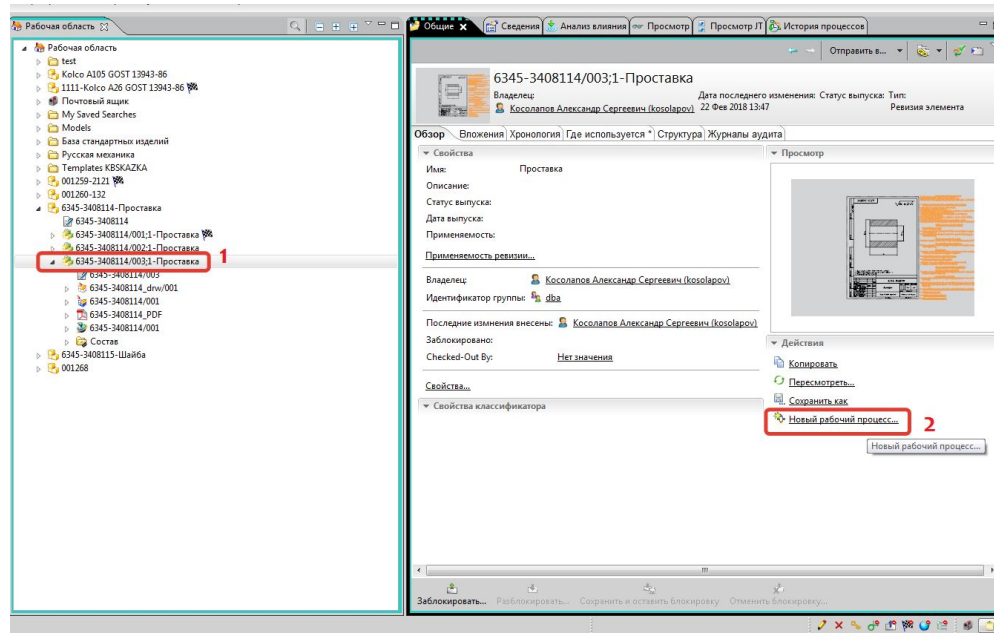 Рабочая область
Рабочая область
test
Kolco A105 GOST 13943-86
1111-Kolco A26 GOST 13943-86
Почтовый ящик
My Saved Searches
Models
База стандартных изделий
Русская механика
Templates KBSKAZKA
001259-2121
001260-132
6345-3408114-Проставка
6345-3408114
6345-3408114/001;1-Проставка
6345-3408114/002;1-Проставка
6345-3408114/003;1-Проставка
1
6345-3408114/003
6345-3408114_drw/001
6345-3408114/001
6345-3408114_PDF
6345-3408114/001
Состав
6345-3408115-Шайба
001268
Общие
Сведения
Анализ влияния
Просмотр
Просмотр JT
История процессов
Отправить в...
6345-3408114/003;1-Проставка
Владелец: Дата последнего изменения: Статус выпуска: Тип:
Косолапов Александр Сергеевич (kosolapov) 22 Фев 2018 13:47 Ревизия элемента
Обзор Вложения Хронология Где используется * Структура Журналы аудита
Свойства
Имя: Проставка
Описание:
Статус выпуска:
Дата выпуска:
Применяемость:
Применяемость ревизии...
Владелец: Косолапов Александр Сергеевич (kosolapov)
Идентификатор группы: dba
Последние измнения внесены: Косолапов Александр Сергеевич (kosolapov)
Заблокировано:
Checked-Out By: Нет значения
Свойства...
Свойства классификатора
Просмотр
Действия
Копировать
Пересмотреть...
Сохранить как
Новый рабочий процесс...
2
Новый рабочий процесс...
Заблокировать... Разблокировать... Сохранить и оставить блокировку Отменить блокировку...